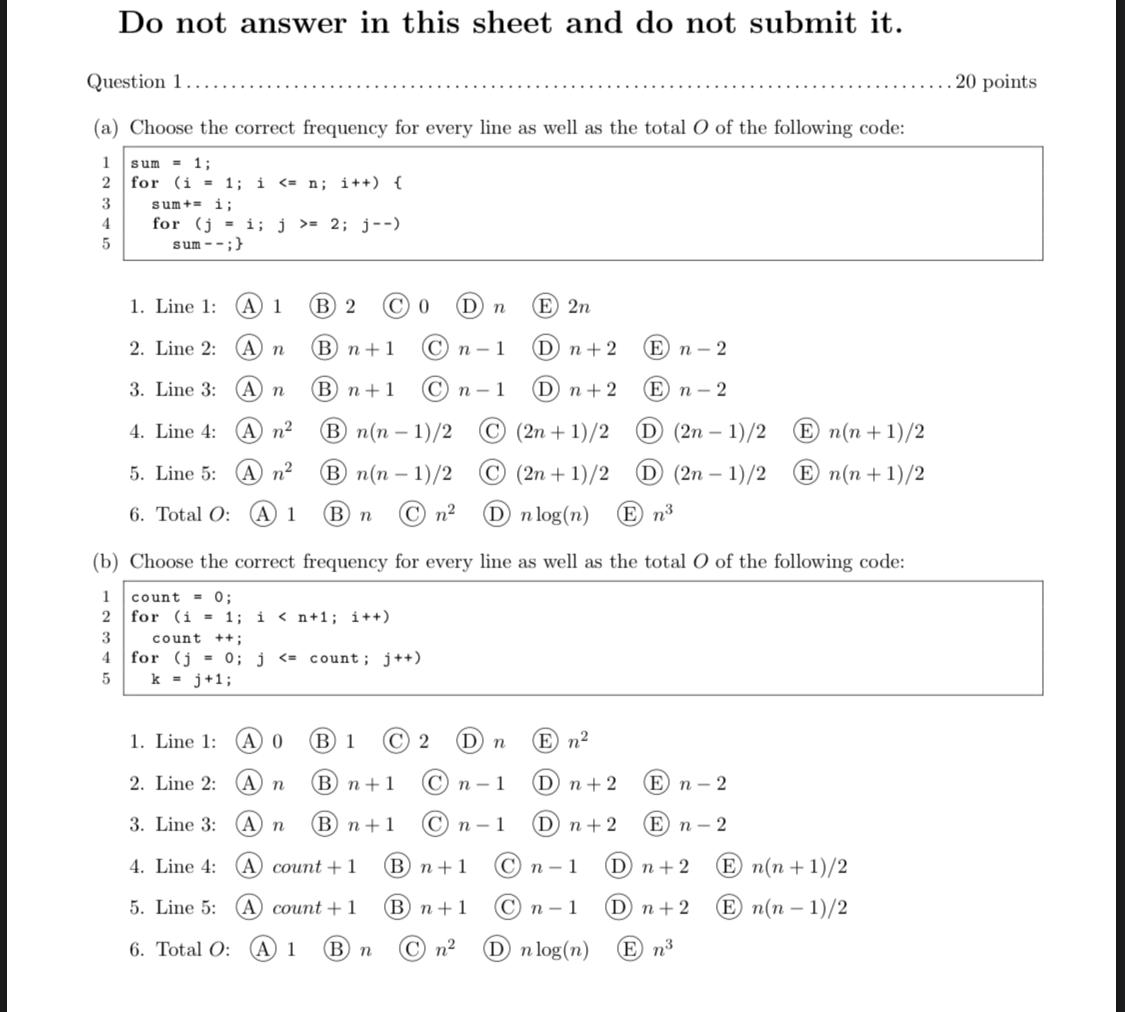 Do not answer in this sheet and do not submit it.
Question 1 . . . . . . . . . . . . . . . . . . . . . . . . . . . . . . . . . . . . . . . . . . . . . . . . . . . . . . . . . . . . . . . . . . . . . . . . . . . . . . . . . . . . . . 20 points
(a) Choose the correct frequency for every line as well as the total O of the following code:
1 sum = 1;
2 for (i = 1; i <= n; i++) {
3 sum+= i;
4 for (j = i; j >= 2; j--)
5 sum--;}
1. Line 1: Ⓐ 1 Ⓑ 2 Ⓒ 0 Ⓓ n Ⓔ 2n
2. Line 2: Ⓐ n Ⓑ n + 1 Ⓒ n − 1 Ⓓ n + 2 Ⓔ n − 2
3. Line 3: Ⓐ n Ⓑ n + 1 Ⓒ n − 1 Ⓓ n + 2 Ⓔ n − 2
4. Line 4: Ⓐ n² Ⓑ n(n − 1)/2 Ⓒ (2n + 1)/2 Ⓓ (2n − 1)/2 Ⓔ n(n + 1)/2
5. Line 5: Ⓐ n² Ⓑ n(n − 1)/2 Ⓒ (2n + 1)/2 Ⓓ (2n − 1)/2 Ⓔ n(n + 1)/2
6. Total O: Ⓐ 1 Ⓑ n Ⓒ n² Ⓓ n log(n) Ⓔ n³
(b) Choose the correct frequency for every line as well as the total O of the following code:
1 count = 0;
2 for (i = 1; i < n+1; i++)
3 count ++;
4 for (j = 0; j <= count; j++)
5 k = j+1;
1. Line 1: Ⓐ 0 Ⓑ 1 Ⓒ 2 Ⓓ n Ⓔ n²
2. Line 2: Ⓐ n Ⓑ n + 1 Ⓒ n − 1 Ⓓ n + 2 Ⓔ n − 2
3. Line 3: Ⓐ n Ⓑ n + 1 Ⓒ n − 1 Ⓓ n + 2 Ⓔ n − 2
4. Line 4: Ⓐ count + 1 Ⓑ n + 1 Ⓒ n − 1 Ⓓ n + 2 Ⓔ n(n + 1)/2
5. Line 5: Ⓐ count + 1 Ⓑ n + 1 Ⓒ n − 1 Ⓓ n + 2 Ⓔ n(n − 1)/2
6. Total O: Ⓐ 1 Ⓑ n Ⓒ n² Ⓓ n log(n) Ⓔ n³